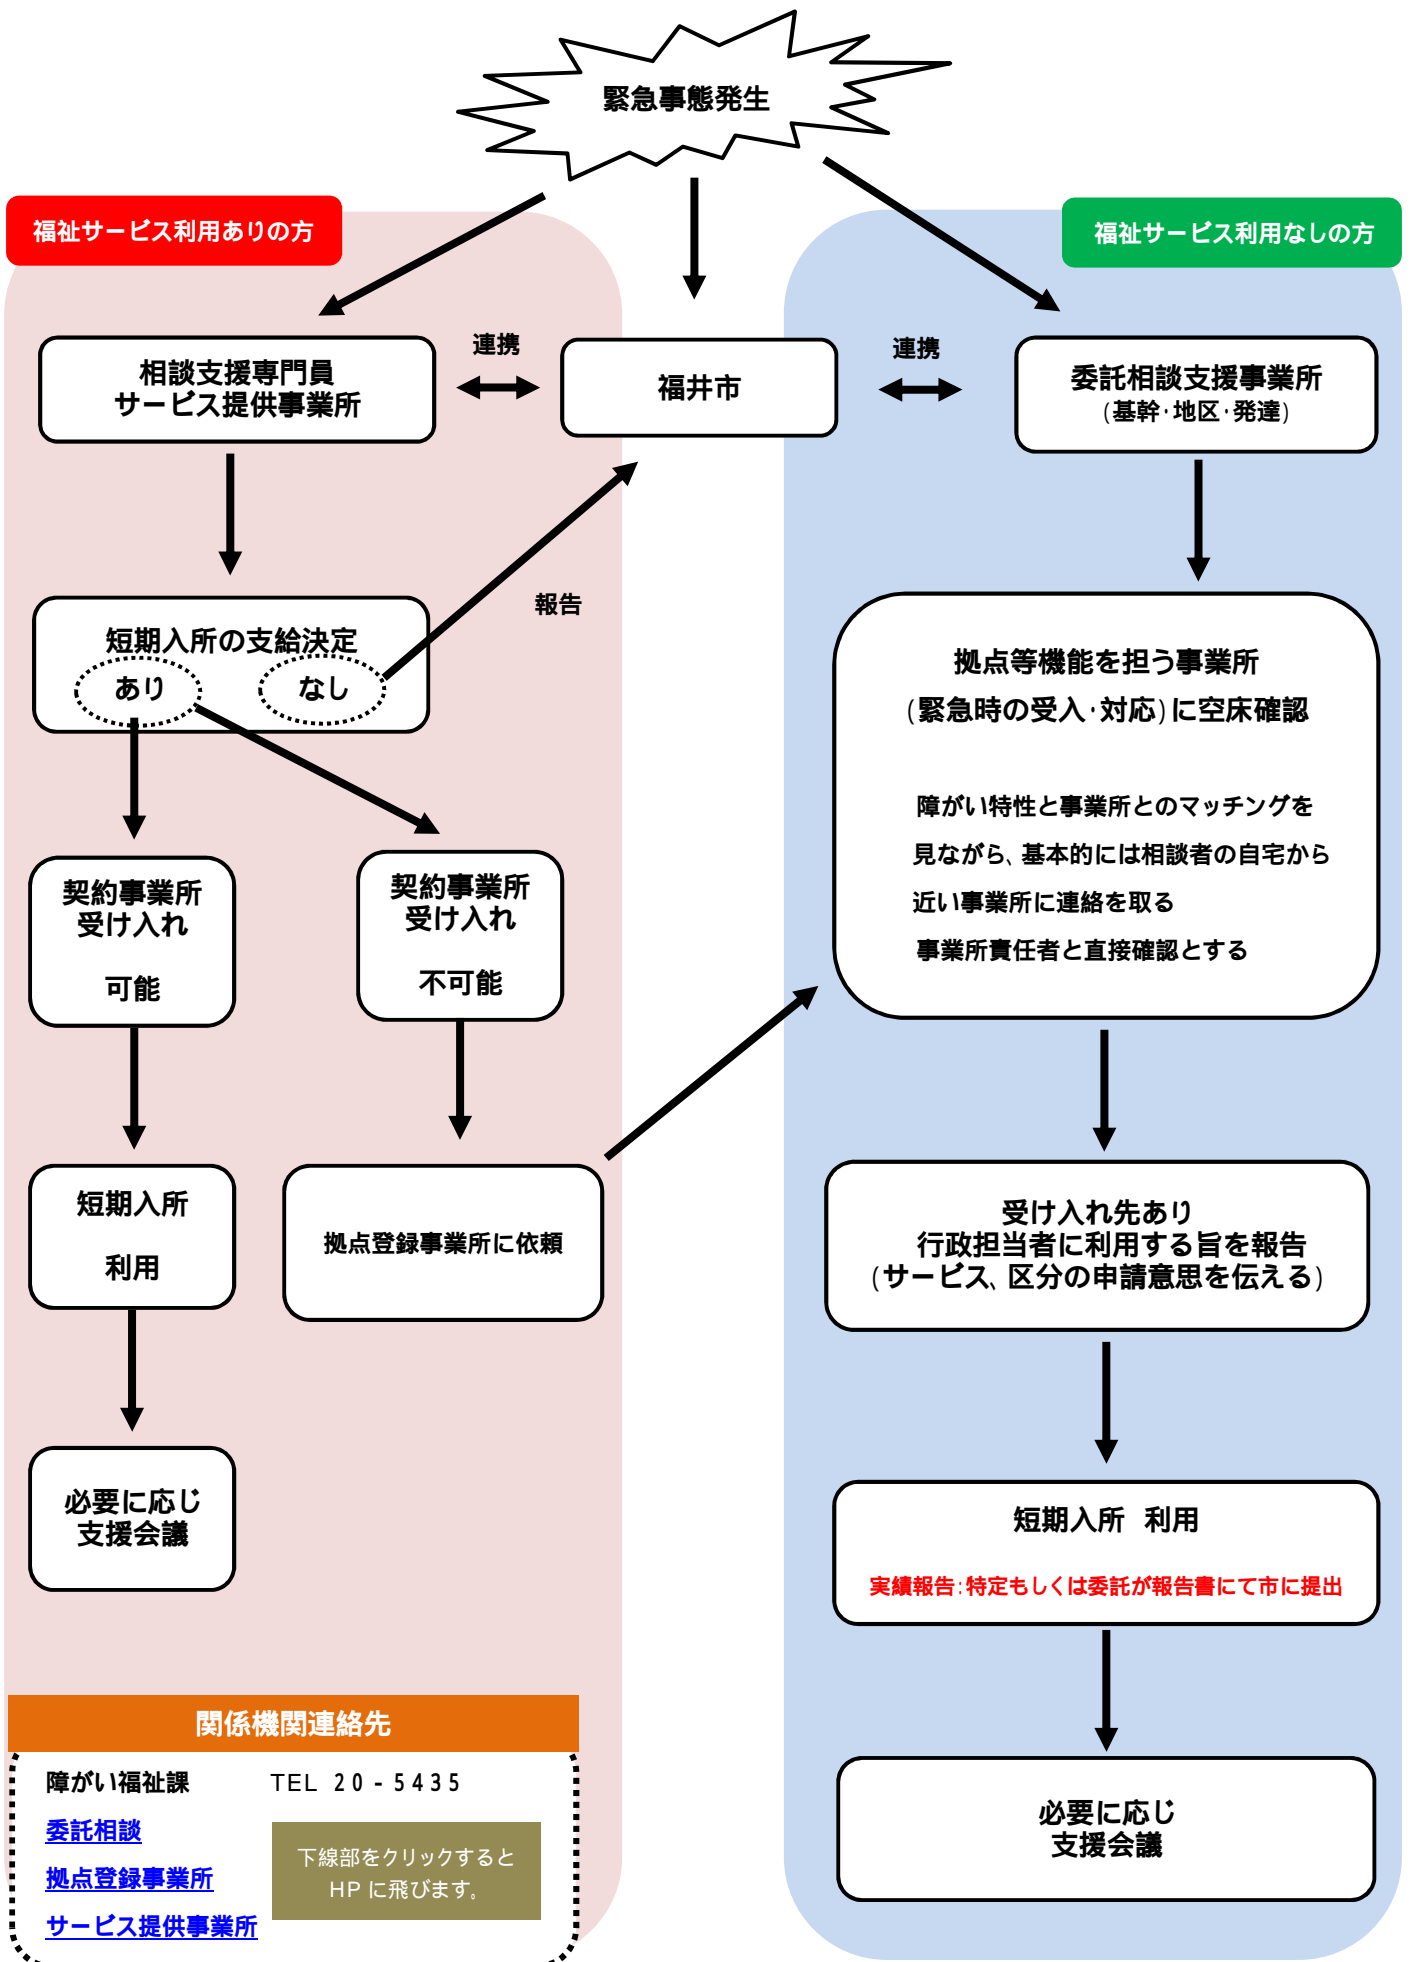 緊急事態発生
福祉サービス利用ありの方
福祉サービス利用なしの方
相談支援専門員
サービス提供事業所
連携
福井市
連携
委託相談支援事業所
(基幹・地区・発達)
短期入所の支給決定
あり
なし
報告
契約事業所
受け入れ
可能
契約事業所
受け入れ
不可能
短期入所
利用
拠点登録事業所に依頼
必要に応じ
支援会議
拠点等機能を担う事業所
(緊急時の受入・対応)に空床確認
障がい特性と事業所とのマッチングを
見ながら、基本的には相談者の自宅から
近い事業所に連絡を取る
事業所責任者と直接確認とする
受け入れ先あり
行政担当者に利用する旨を報告
(サービス、区分の申請意思を伝える)
短期入所 利用
実績報告:特定もしくは委託が報告書にて市に提出
必要に応じ
支援会議
関係機関連絡先
障がい福祉課 TEL 20-5435
委託相談
拠点登録事業所
サービス提供事業所
下線部をクリックすると
HPに飛びます。